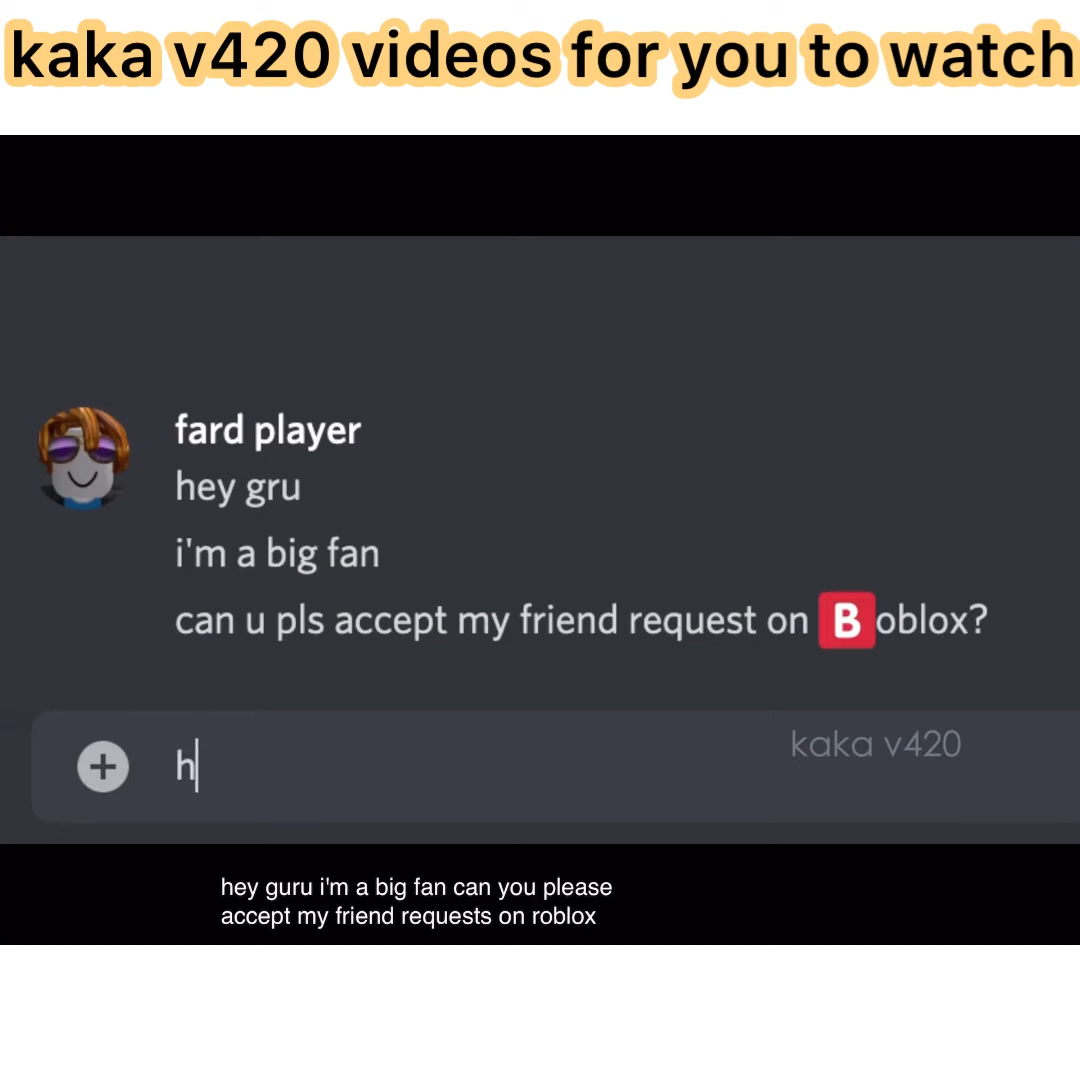 kaka v420 videos for you to watch
fard player
hey gru
i'm a big fan
can u pls accept my friend request on Boblox?
h
kaka v420
hey guru i'm a big fan can you please
accept my friend requests on roblox